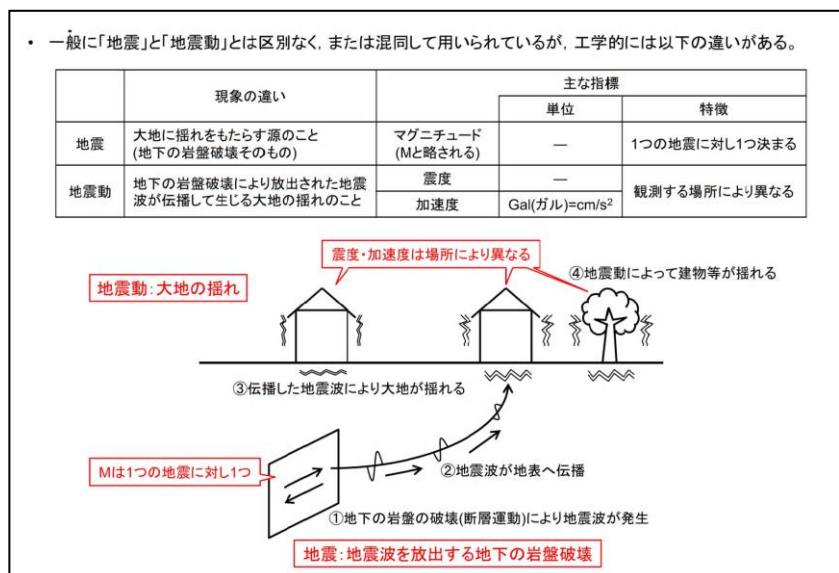 • 一般に「地震」と「地震動」とは区別なく，または混同して用いられているが，工学的には以下の違いがある。
現象の違い
主な指標
単位
特徴
地震
大地に揺れをもたらす源のこと
(地下の岩盤破壊そのもの)
マグニチュード
(Mと略される)
―
1つの地震に対し1つ決まる
地震動
地下の岩盤破壊により放出された地震
波が伝播して生じる大地の揺れのこと
震度
―
加速度
Gal(ガル)=cm/s²
観測する場所により異なる
震度・加速度は場所により異なる
地震動：大地の揺れ
④地震動によって建物等が揺れる
③伝播した地震波により大地が揺れる
Mは1つの地震に対し1つ
②地震波が地表へ伝播
①地下の岩盤の破壊(断層運動)により地震波が発生
地震：地震波を放出する地下の岩盤破壊